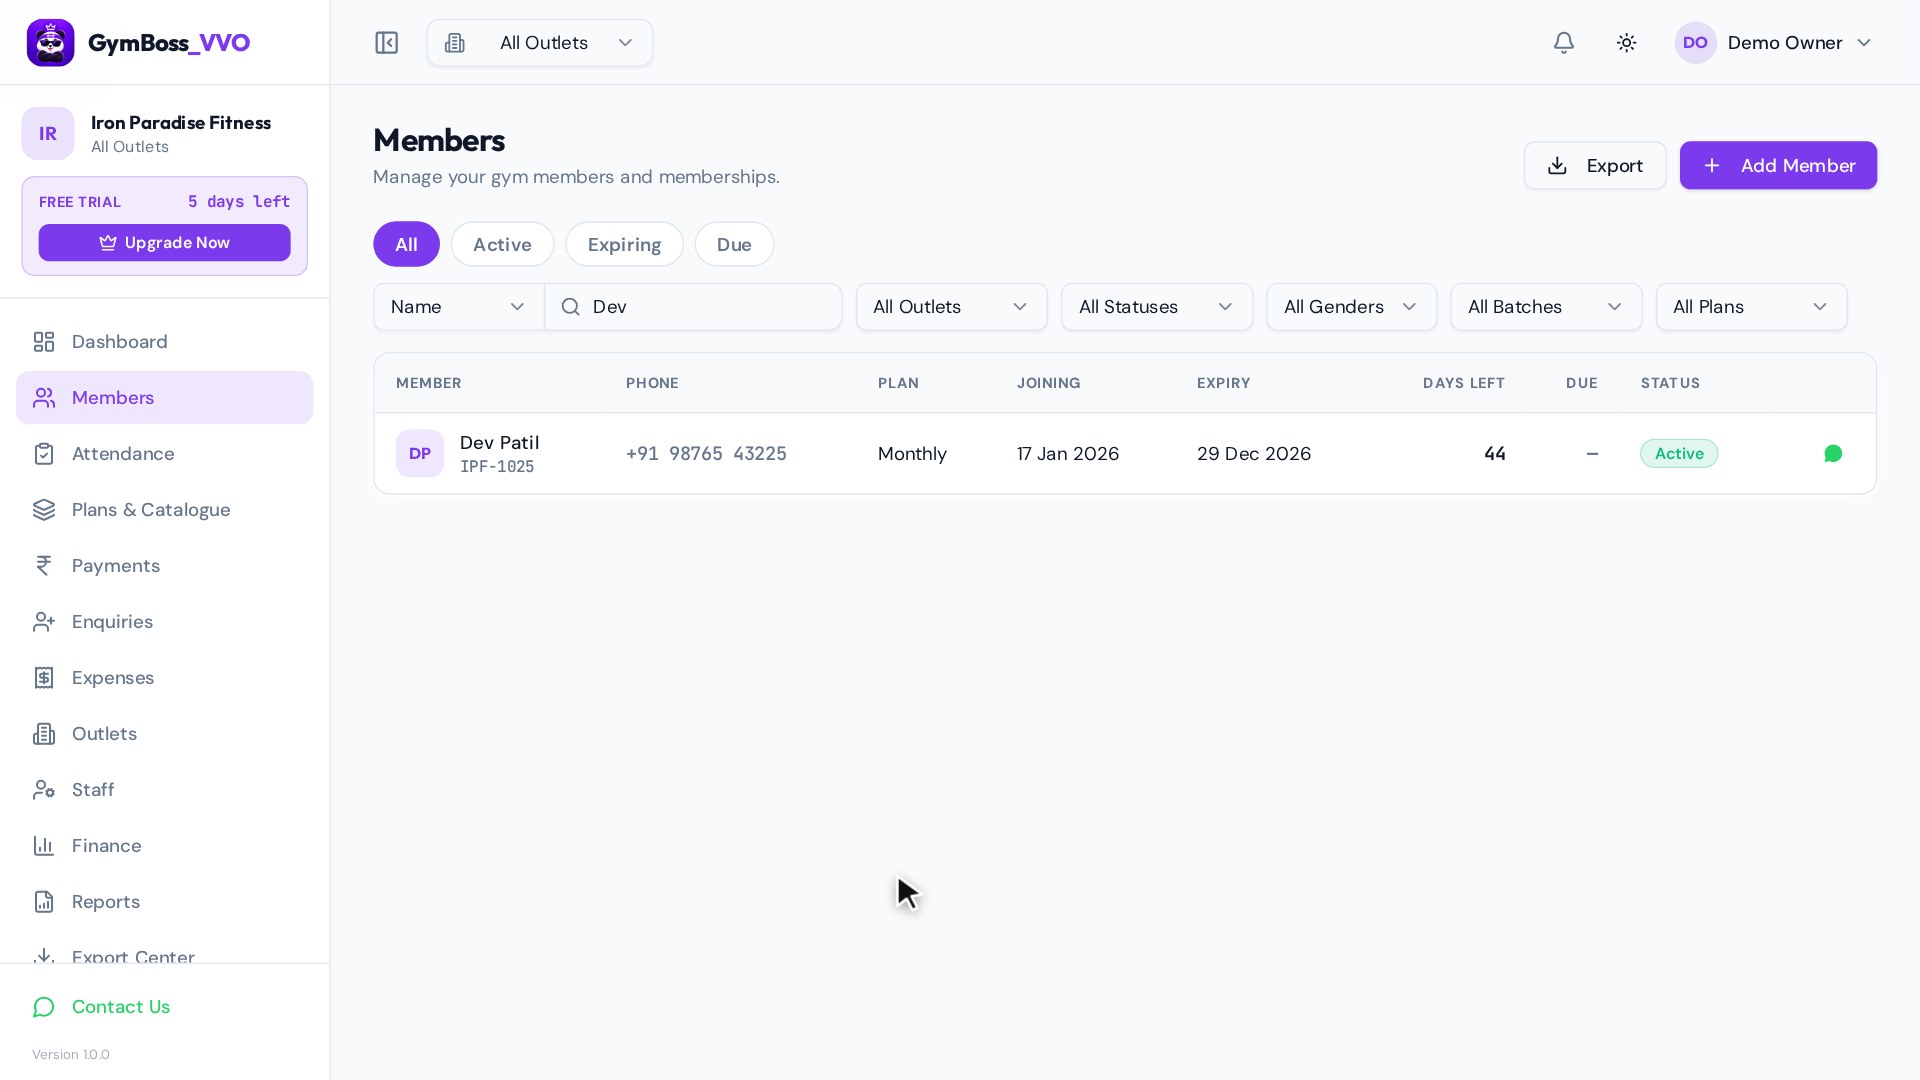 GymBoss_VVO
All Outlets
DO Demo Owner
IR
Iron Paradise Fitness
All Outlets
FREE TRIAL 5 days left
Upgrade Now
Dashboard
Members
Attendance
Plans & Catalogue
Payments
Enquiries
Expenses
Outlets
Staff
Finance
Reports
Export Center
Contact Us
Version 1.0.0
Members
Manage your gym members and memberships.
Export
Add Member
All Active Expiring Due
Name Dev All Outlets All Statuses All Genders All Batches All Plans
MEMBER PHONE PLAN JOINING EXPIRY DAYS LEFT DUE STATUS
DP Dev Patil +91 98765 43225 Monthly 17 Jan 2026 29 Dec 2026 44 – Active
IPF-1025